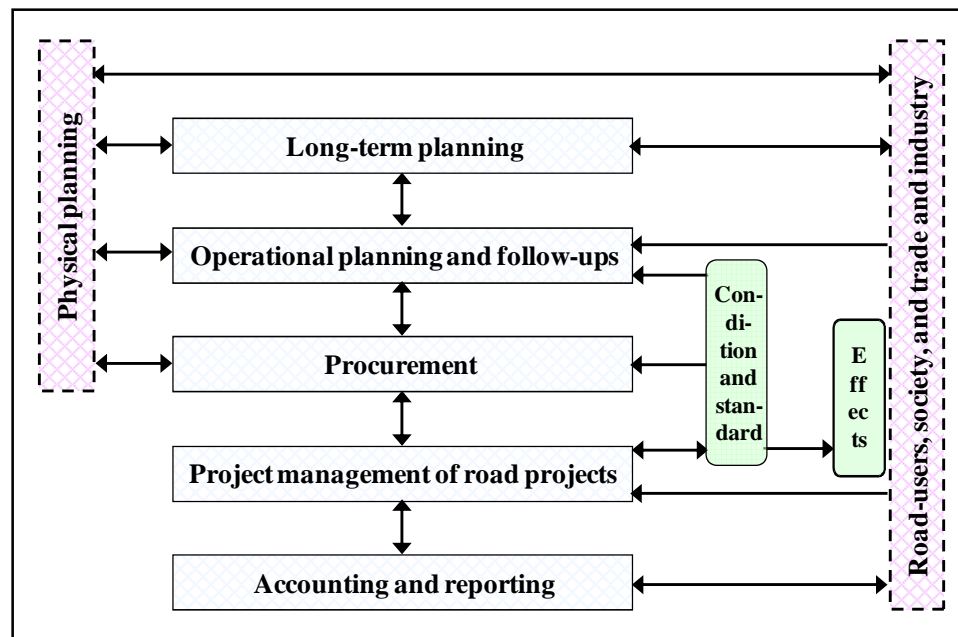 Physical planning
Long-term planning
Operational planning and follow-ups
Procurement
Project management of road projects
Accounting and reporting
Con-
di-
tion
and
stan-
dard
E
ff
ec
ts
Road-users, society, and trade and industry